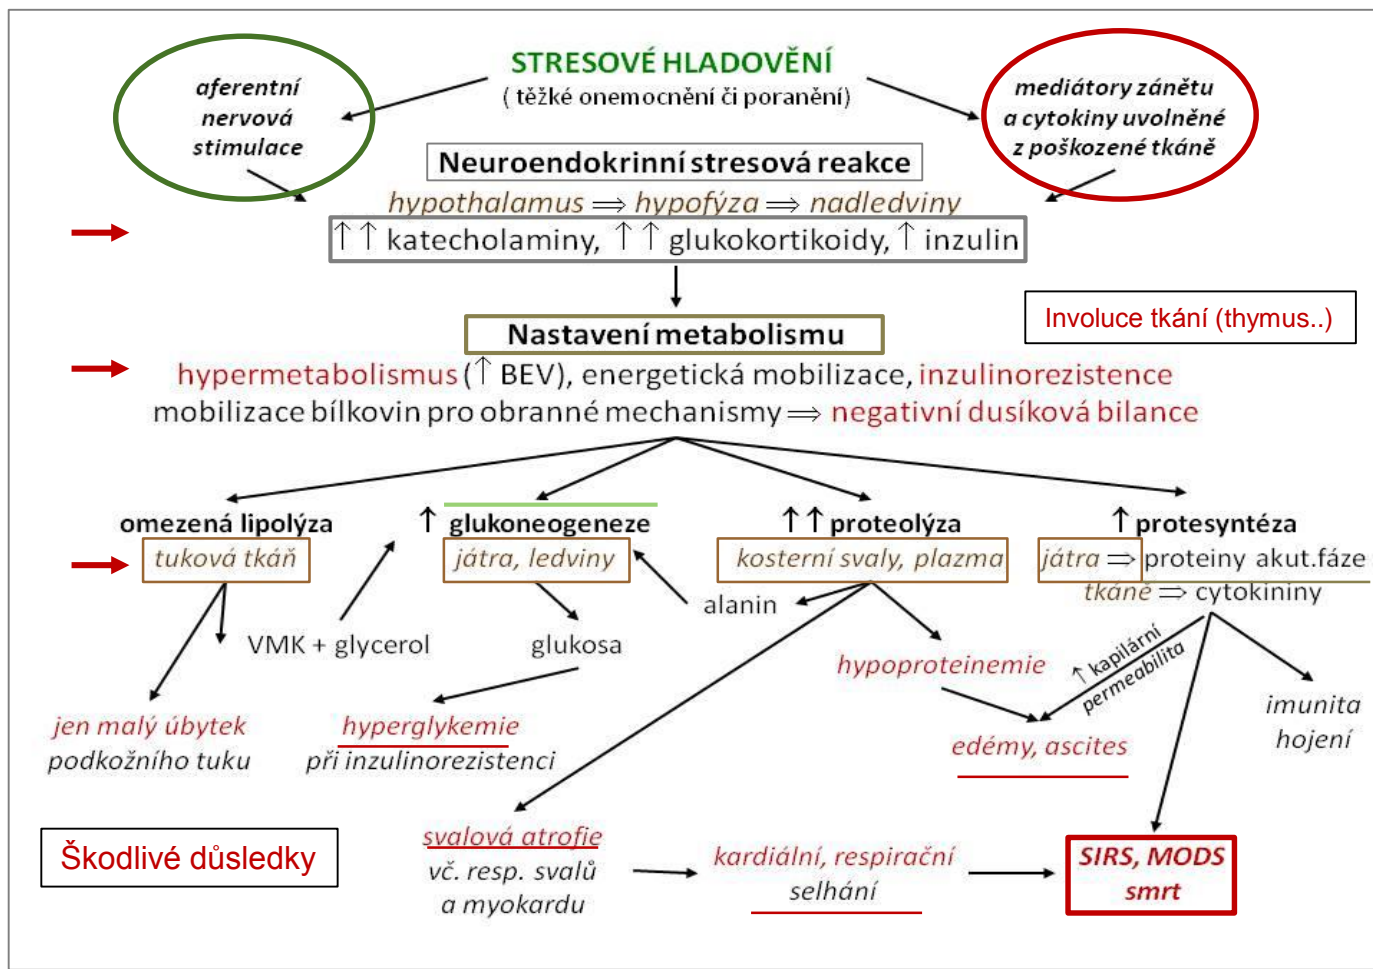 STRESOVÉ HLADOVĚNÍ
( těžké onemocnění či poranění)
aferentní
nervová
stimulace
mediátory zánětu
a cytokiny uvolněné
z poškozené tkáně
Neuroendokrinní stresová reakce
hypothalamus ⇒ hypofýza ⇒ nadledviny
↑↑ katecholaminy, ↑↑ glukokortikoidy, ↑ inzulin
Involuce tkání (thymus..)
Nastavení metabolismu
hypermetabolismus (↑ BEV), energetická mobilizace, inzulinorezistence
mobilizace bílkovin pro obranné mechanismy ⇒ negativní dusíková bilance
omezená lipolýza
tuková tkáň
↑ glukoneogeneze
játra, ledviny
↑↑ proteolýza
kosterní svaly, plazma
↑ protesyntéza
játra ⇒ proteiny akut.fáze
tkáně ⇒ cytokininy
alanin
VMK + glycerol
glukosa
hypoproteinemie
↑ kapilární
permeabilita
jen malý úbytek
podkožního tuku
hyperglykemie
při inzulinorezistenci
edémy, ascites
imunita
hojení
Škodlivé důsledky
svalová atrofie
vč. resp. svalů
a myokardu
kardiální, respirační
selhání
SIRS, MODS
smrt